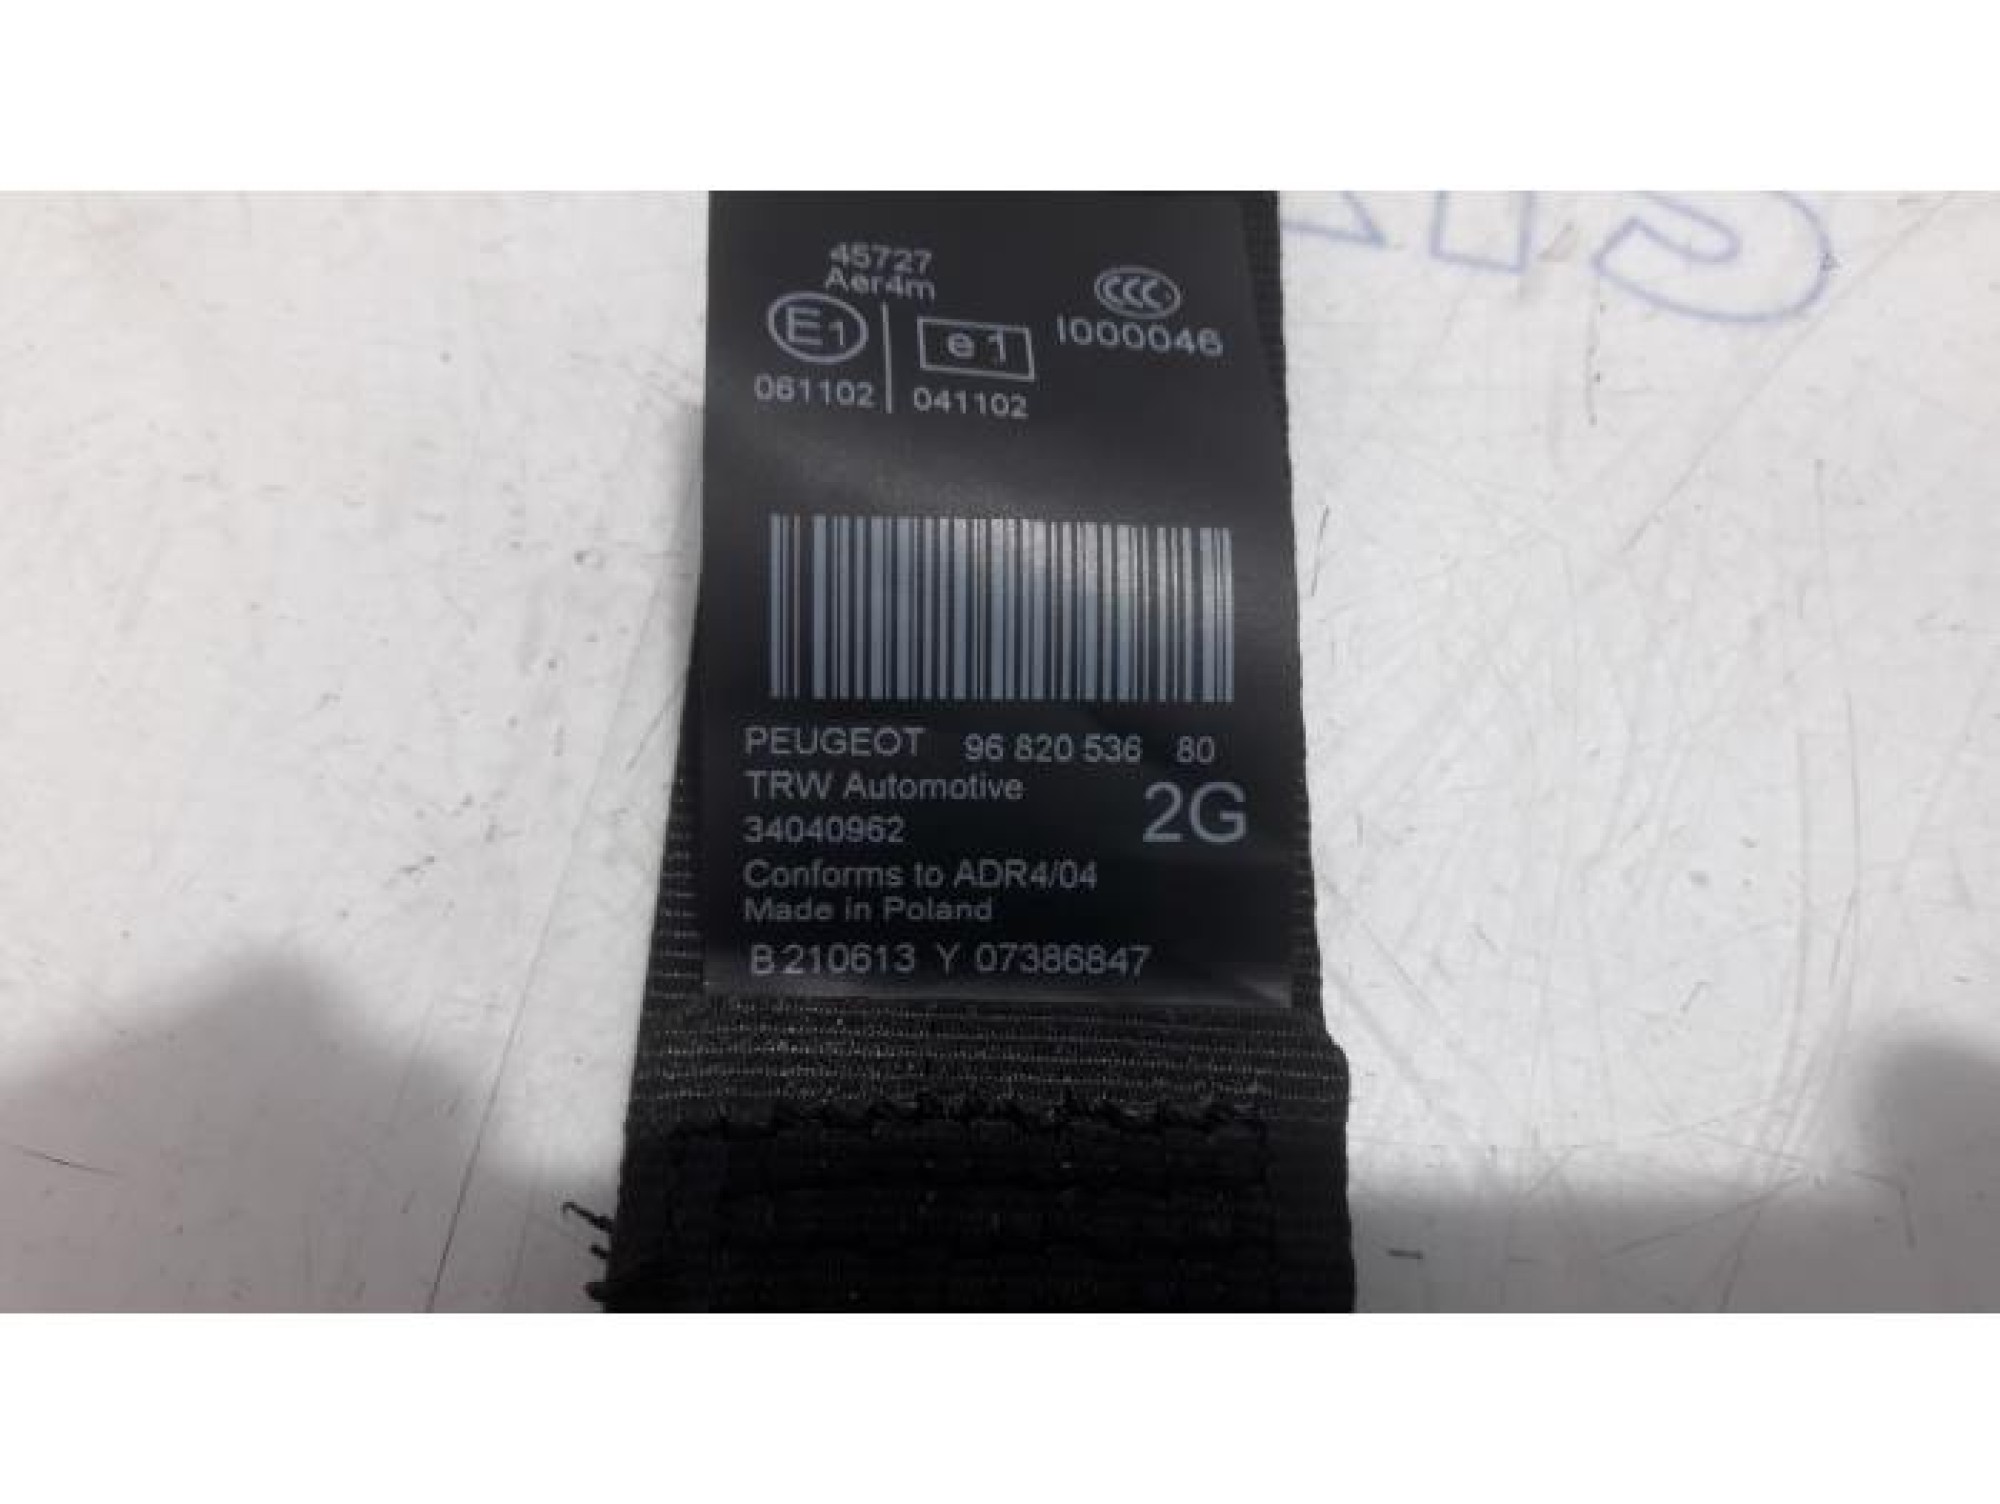 45727
Aer4m
E1 e1 CCC
I000046
061102 041102
PEUGEOT 96 820 536 80
TRW Automotive
34040962 2G
Conforms to ADR4/04
Made in Poland
B 210613 Y 07386847